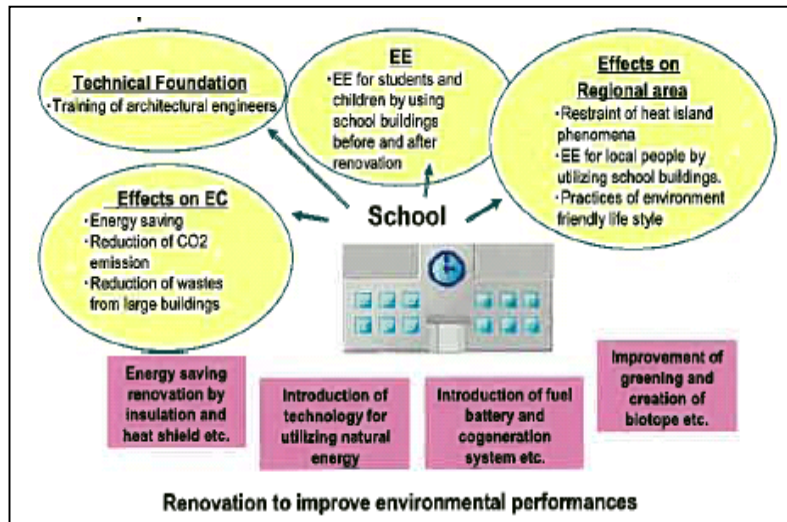 Technical Foundation
・Training of architectural engineers
EE
・EE for students and
children by using
school buildings
before and after
renovation
Effects on
Regional area
・Restraint of heat island
phenomena
・EE for local people by
utilizing school buildings.
・Practices of environment
friendly life style
Effects on EC
・Energy saving
・Reduction of CO2
emission
・Reduction of wastes
from large buildings
School
Energy saving
renovation by
insulation and
heat shield etc.
Introduction of
technology for
utilizing natural
energy
Introduction of fuel
battery and
cogeneration
system etc.
Improvement of
greening and
creation of
biotope etc.
Renovation to improve environmental performances